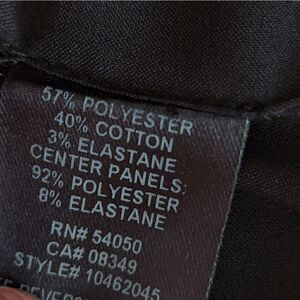 57% POLYESTER
40% COTTON
3% ELASTANE
CENTER PANELS:
92% POLYESTER
8% ELASTANE
RN# 54050
CA# 08349
STYLE# 10462045